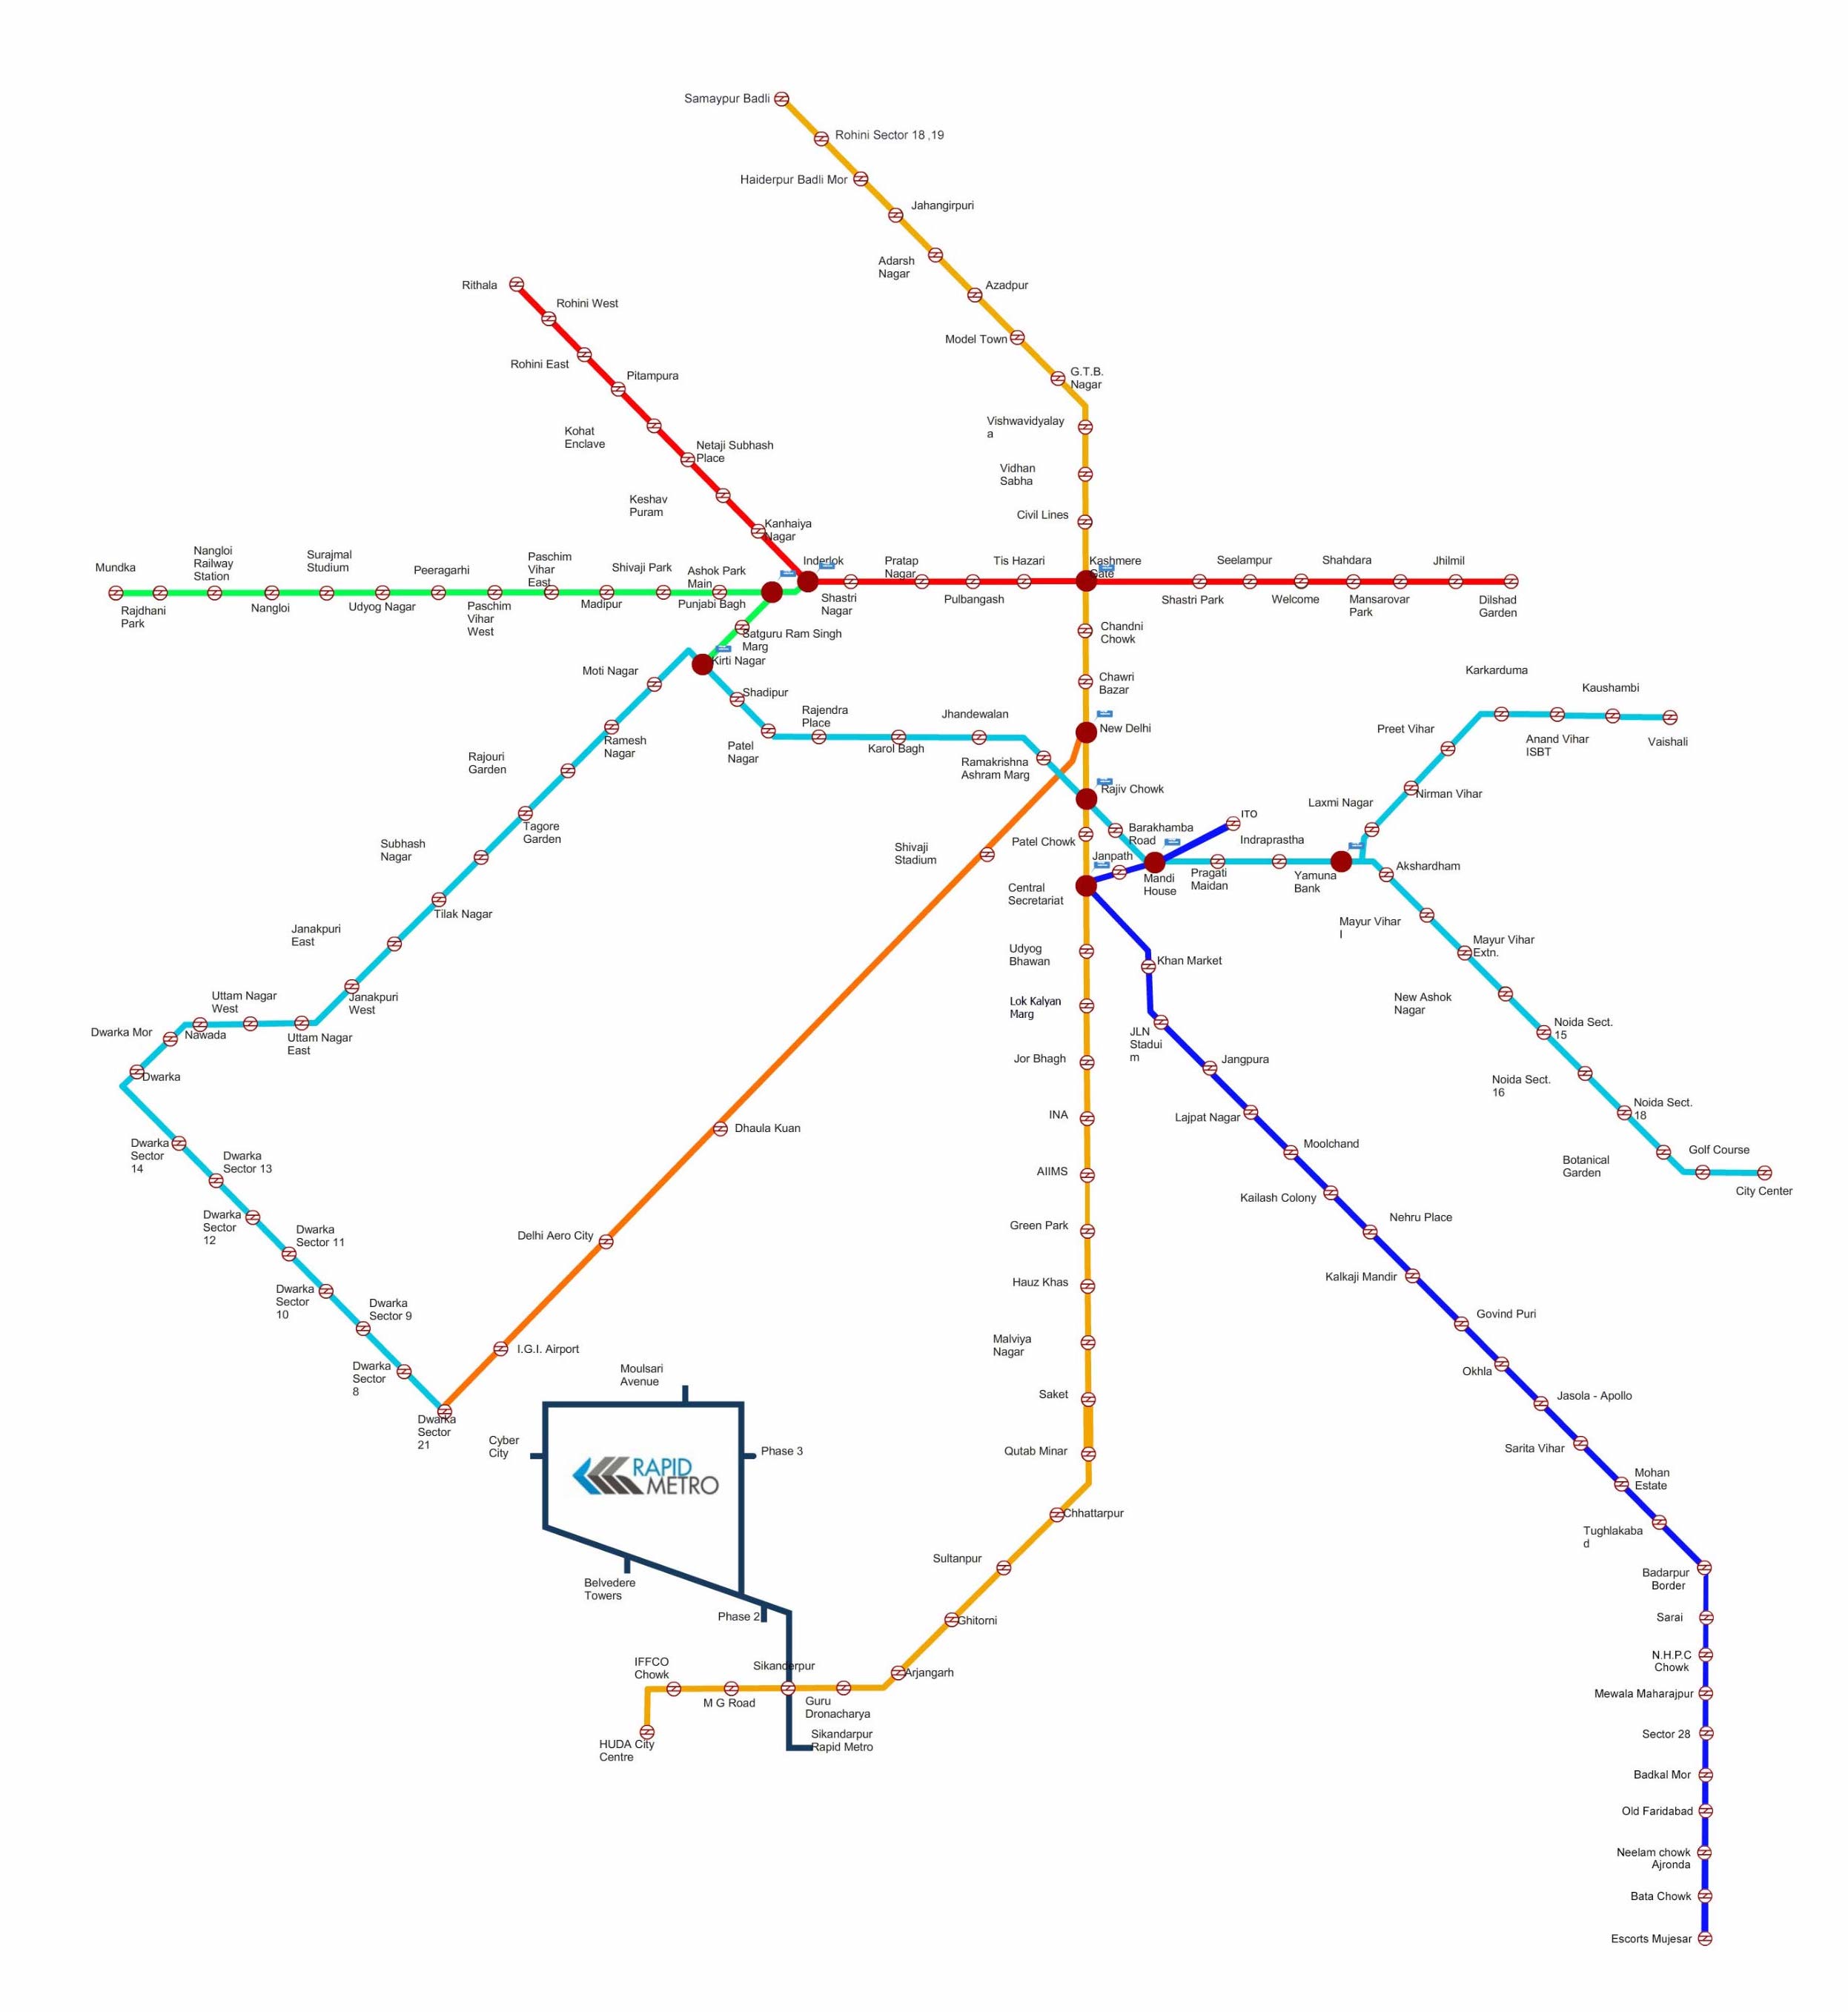 Samaypur Badli
Rohini Sector 18 ,19
Haiderpur Badli Mor
Jahangirpuri
Adarsh
Nagar
Azadpur
Model Town
G.T.B.
Nagar
Vishwavidyalay
a
Vidhan
Sabha
Civil Lines
Rithala
Rohini West
Rohini East
Pitampura
Kohat
Enclave
Netaji Subhash
Place
Keshav
Puram
Kanhaiya
Nagar
Inderlok
Shastri
Nagar
Pratap
Nagar
Pulbangash
Tis Hazari
Kashmere
Gate
Shastri Park
Seelampur
Welcome
Shahdara
Mansarovar
Park
Jhilmil
Dilshad
Garden
Mundka
Rajdhani
Park
Nangloi
Railway
Station
Nangloi
Surajmal
Studium
Udyog Nagar
Peeragarhi
Paschim
Vihar
West
Paschim
Vihar
East
Madipur
Shivaji Park
Punjabi Bagh
Ashok Park
Main
Satguru Ram Singh
Marg
Kirti Nagar
Chandni
Chowk
Chawri
Bazar
New Delhi
Rajiv Chowk
Patel Chowk
Central
Secretariat
Moti Nagar
Ramesh
Nagar
Rajouri
Garden
Tagore
Garden
Subhash
Nagar
Tilak Nagar
Janakpuri
East
Janakpuri
West
Uttam Nagar
East
Uttam Nagar
West
Nawada
Dwarka Mor
Dwarka
Dwarka
Sector
14
Dwarka
Sector 13
Dwarka
Sector
12
Dwarka
Sector 11
Dwarka
Sector
10
Dwarka
Sector 9
Dwarka
Sector
8
Dwarka
Sector
21
Shadipur
Patel
Nagar
Rajendra
Place
Karol Bagh
Jhandewalan
Ramakrishna
Ashram Marg
Barakhamba
Road
Janpath
Mandi
House
ITO
Pragati
Maidan
Indraprastha
Yamuna
Bank
Laxmi Nagar
Nirman Vihar
Preet Vihar
Karkarduma
Anand Vihar
ISBT
Kaushambi
Vaishali
Akshardham
Mayur Vihar
I
Mayur Vihar
Extn.
New Ashok
Nagar
Noida Sect.
15
Noida Sect.
16
Noida Sect.
18
Botanical
Garden
Golf Course
City Center
Shivaji
Stadium
Dhaula Kuan
Delhi Aero City
I.G.I. Airport
Udyog
Bhawan
Lok Kalyan
Marg
Jor Bhagh
INA
AIIMS
Green Park
Hauz Khas
Malviya
Nagar
Saket
Qutab Minar
Chhattarpur
Sultanpur
Ghitorni
Arjangarh
Guru
Dronacharya
Sikanderpur
M G Road
IFFCO
Chowk
HUDA City
Centre
Khan Market
JLN
Stadui
m
Jangpura
Lajpat Nagar
Moolchand
Kailash Colony
Nehru Place
Kalkaji Mandir
Govind Puri
Okhla
Jasola - Apollo
Sarita Vihar
Mohan
Estate
Tughlakaba
d
Badarpur
Border
Sarai
N.H.P.C
Chowk
Mewala Maharajpur
Sector 28
Badkal Mor
Old Faridabad
Neelam chowk
Ajronda
Bata Chowk
Escorts Mujesar
Moulsari
Avenue
Cyber
City
Phase 3
RAPID
METRO
Belvedere
Towers
Phase 2
Sikandarpur
Rapid Metro